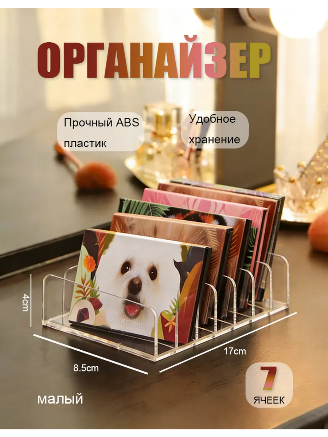 ОРГАНАЙЗЕР
Прочный ABS
пластик
Удобное
хранение
4cm
8.5cm
17cm
малый
7
ЯЧЕЕК